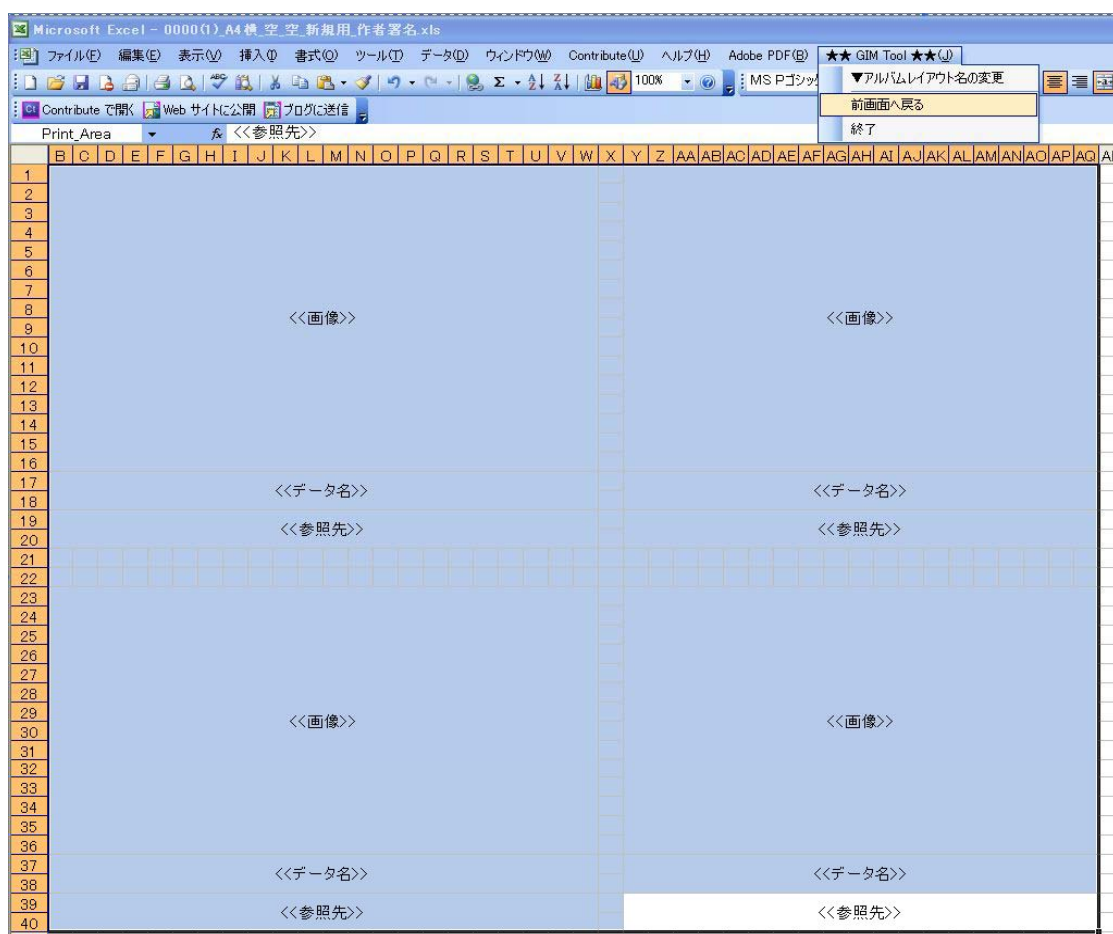 Microsoft Excel - 0000(1)_A4横_空_空_新規用_作者署名.xls
ファイル(F) 編集(E) 表示(V) 挿入(I) 書式(O) ツール(T) データ(D) ウィンドウ(W) Contribute(U) ヘルプ(H) Adobe PDF(B) ★★ GIM Tool ★★(J)
100% MS Pゴシック
▼アルバムレイアウト名の変更
前画面へ戻る
終了
Contribute で開く Web サイトに公開 ブログに送信
Print_Area fx <<参照先>>
B C D E F G H I J K L M N O P Q R S T U V W X Y Z AA AB AC AD AE AF AG AH AI AJ AK AL AM AN AO AP AQ
1
2
3
4
5
6
7
8
<<画像>> <<画像>>
9
10
11
12
13
14
15
16
17
<<データ名>> <<データ名>>
18
19
<<参照先>> <<参照先>>
20
21
22
23
24
25
26
27
28
29
<<画像>> <<画像>>
30
31
32
33
34
35
36
37
<<データ名>> <<データ名>>
38
39
<<参照先>> <<参照先>>
40